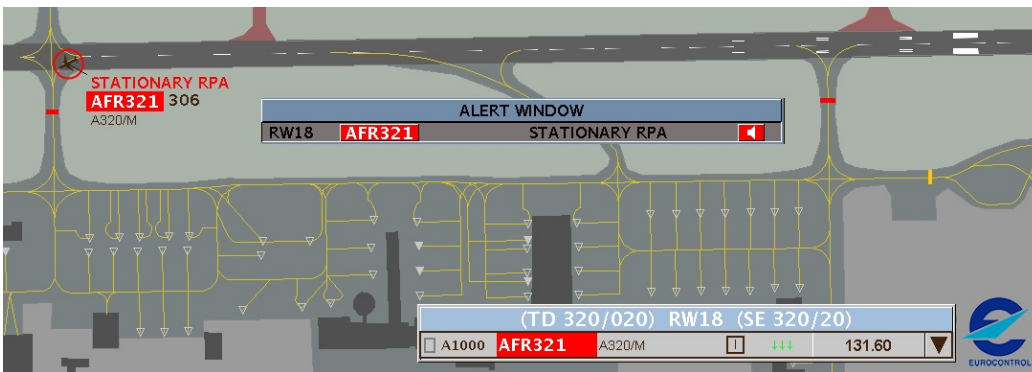 STATIONARY RPA
AFR321 306
A320/M
ALERT WINDOW
RW18 AFR321 STATIONARY RPA
(TD 320/020) RW18 (SE 320/20)
A1000 AFR321 A320/M I ↓↓↓ 131.60
EUROCONTROL